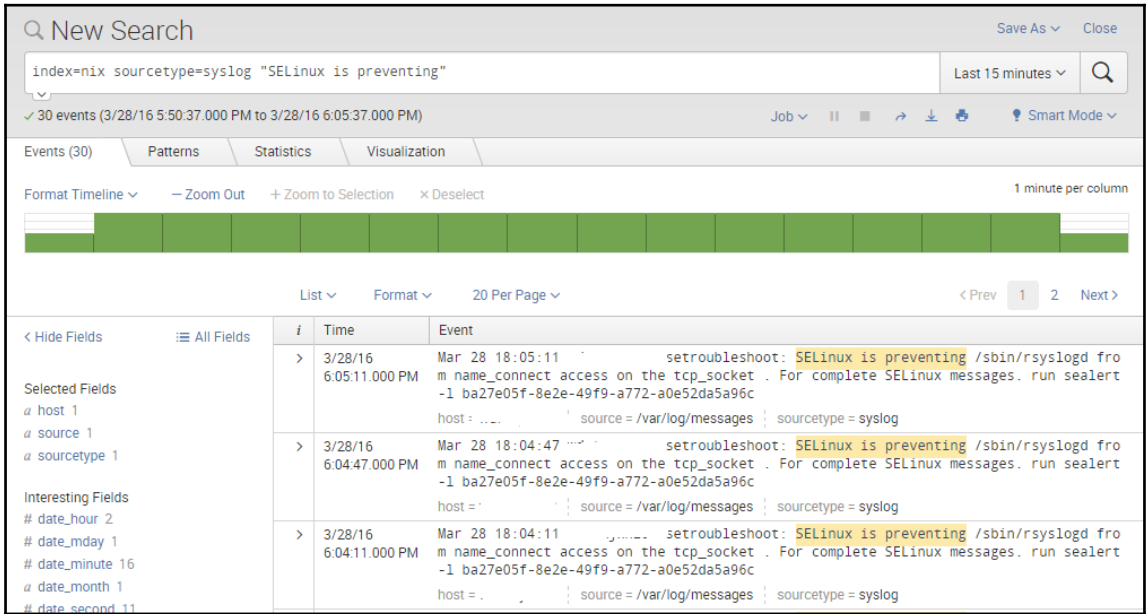 New Search
Save As
Close
index=nix sourcetype=syslog "SELinux is preventing"
Last 15 minutes
30 events (3/28/16 5:50:37.000 PM to 3/28/16 6:05:37.000 PM)
Job
Smart Mode
Events (30)
Patterns
Statistics
Visualization
Format Timeline
— Zoom Out
+ Zoom to Selection
× Deselect
1 minute per column
List
Format
20 Per Page
< Prev
1
2
Next >
< Hide Fields
All Fields
i
Time
Event
Selected Fields
a host 1
a source 1
a sourcetype 1
Interesting Fields
# date_hour 2
# date_mday 1
# date_minute 16
a date_month 1
# date_second 11
3/28/16
6:05:11.000 PM
Mar 28 18:05:11 setroubleshoot: SELinux is preventing /sbin/rsyslogd fro
m name_connect access on the tcp_socket . For complete SELinux messages. run sealert
-l ba27e05f-8e2e-49f9-a772-a0e52da5a96c
host = source = /var/log/messages sourcetype = syslog
3/28/16
6:04:47.000 PM
Mar 28 18:04:47 setroubleshoot: SELinux is preventing /sbin/rsyslogd fro
m name_connect access on the tcp_socket . For complete SELinux messages. run sealert
-l ba27e05f-8e2e-49f9-a772-a0e52da5a96c
host = source = /var/log/messages sourcetype = syslog
3/28/16
6:04:11.000 PM
Mar 28 18:04:11 setroubleshoot: SELinux is preventing /sbin/rsyslogd fro
m name_connect access on the tcp_socket . For complete SELinux messages. run sealert
-l ba27e05f-8e2e-49f9-a772-a0e52da5a96c
host = source = /var/log/messages sourcetype = syslog